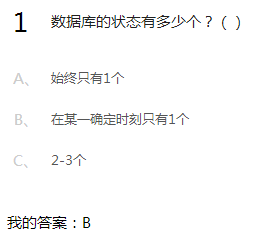 1 数据库的状态有多少个？( )
A、 始终只有1个
B、 在某一确定时刻只有1个
C、 2-3个
我的答案：B